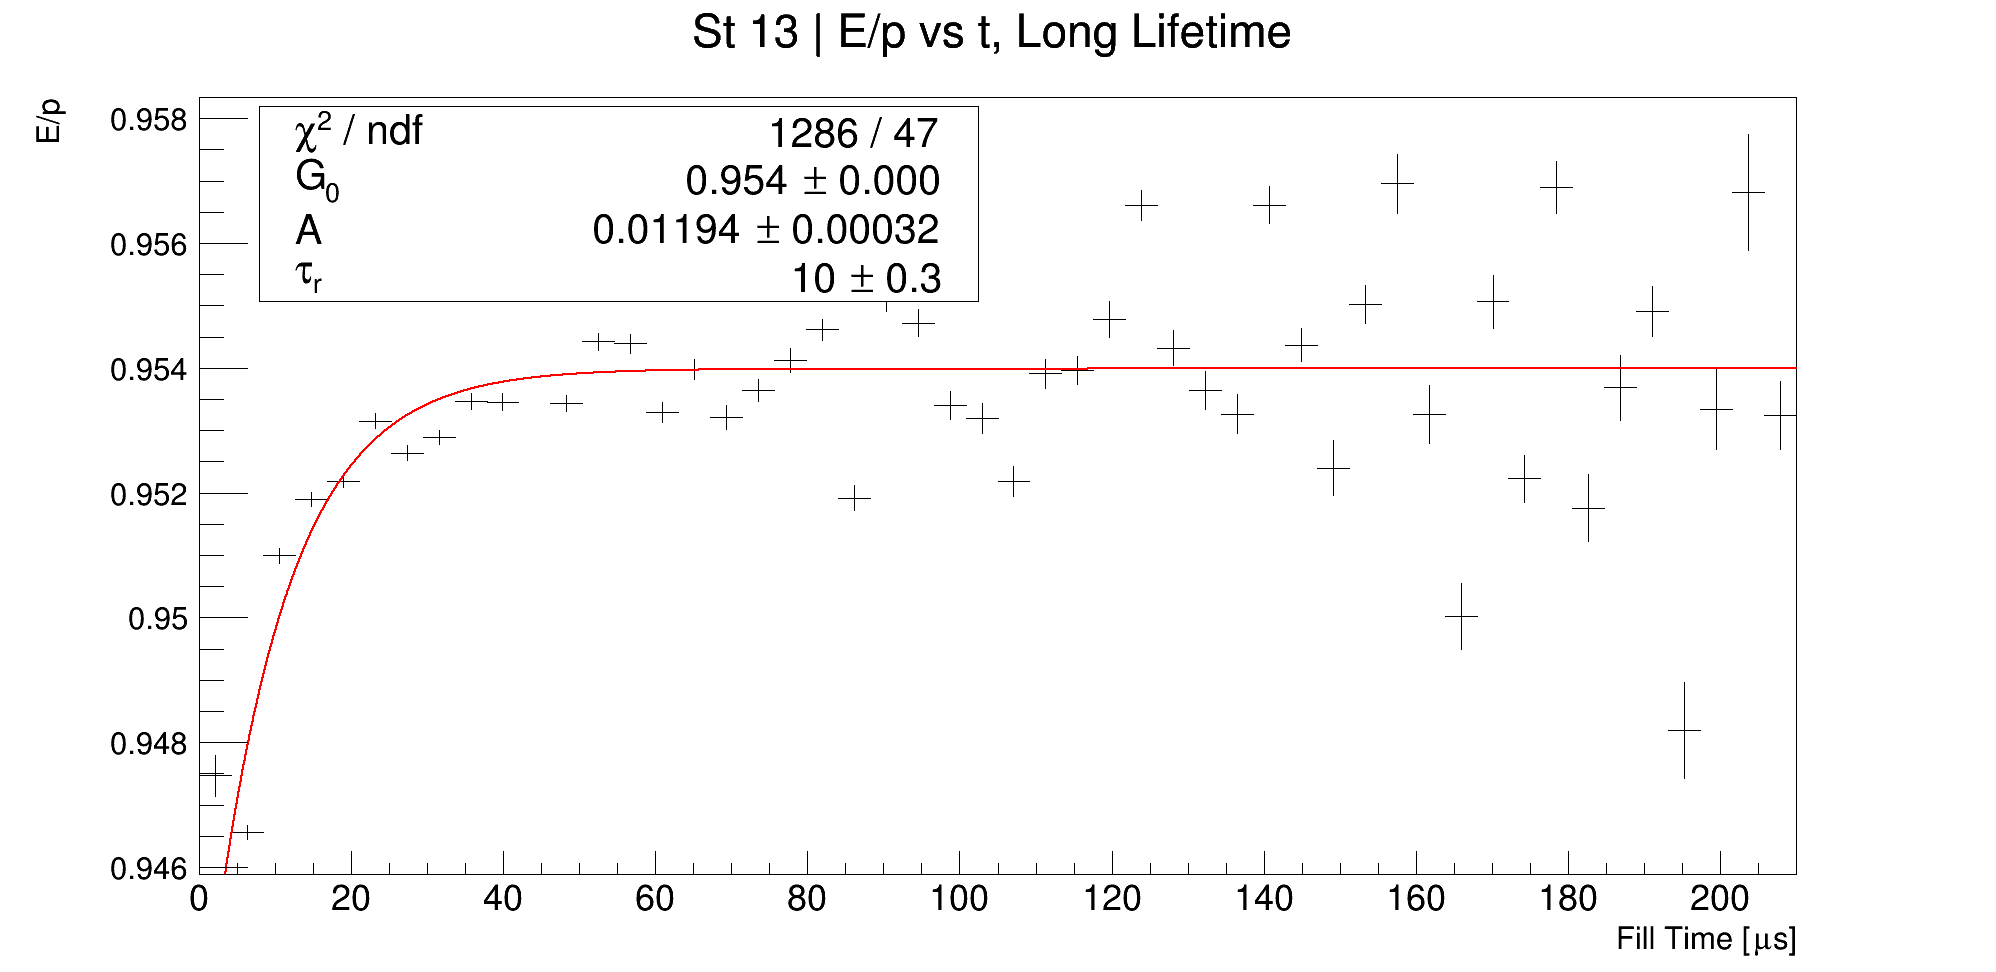 St 13 | E/p vs t, Long Lifetime
E/p
χ² / ndf 1286 / 47
G₀ 0.954 ± 0.000
A 0.01194 ± 0.00032
τᵣ 10 ± 0.3
0.958
0.956
0.954
0.952
0.95
0.948
0.946
0 20 40 60 80 100 120 140 160 180 200
Fill Time [μs]